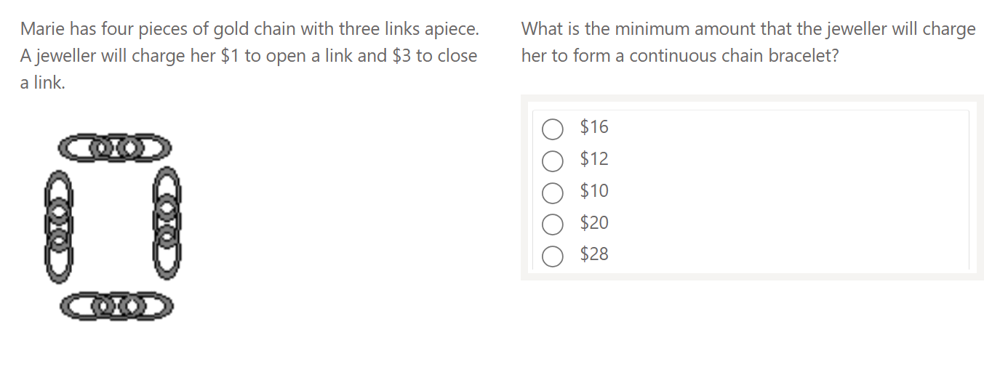 Marie has four pieces of gold chain with three links apiece.
A jeweller will charge her $1 to open a link and $3 to close
a link.
What is the minimum amount that the jeweller will charge
her to form a continuous chain bracelet?
$16
$12
$10
$20
$28